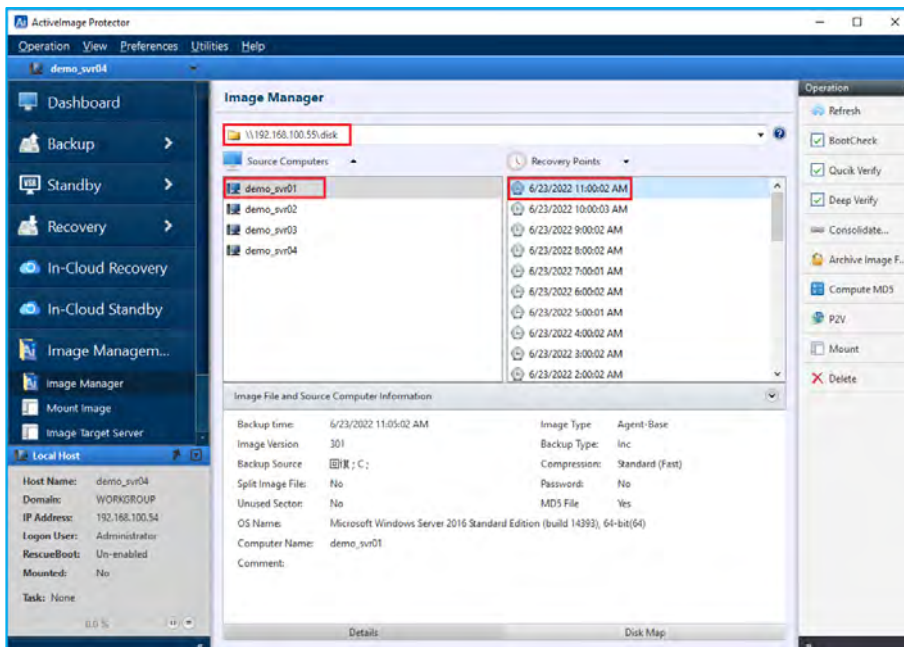 ActiveImage Protector
Operation View Preferences Utilities Help
demo_svr04
Dashboard
Backup
Standby
Recovery
In-Cloud Recovery
In-Cloud Standby
Image Managem...
Image Manager
Mount Image
Image Target Server
Local Host
Host Name: demo_svr04
Domain: WORKGROUP
IP Address: 192.168.100.54
Logon User: Administrator
RescueBoot: Un-enabled
Mounted: No
Task: None
0.0 %
Image Manager
\\192.168.100.55\disk
Source Computers
demo_svr01
demo_svr02
demo_svr03
demo_svr04
Recovery Points
6/23/2022 11:00:02 AM
6/23/2022 10:00:03 AM
6/23/2022 9:00:02 AM
6/23/2022 8:00:02 AM
6/23/2022 7:00:01 AM
6/23/2022 6:00:02 AM
6/23/2022 5:00:01 AM
6/23/2022 4:00:02 AM
6/23/2022 3:00:02 AM
6/23/2022 2:00:02 AM
Image File and Source Computer Information
Backup time: 6/23/2022 11:05:02 AM
Image Type Agent-Base
Image Version 301
Backup Type: Inc
Backup Source ; C:
Compression: Standard (Fast)
Split Image File: No
Password: No
Unused Sector: No
MD5 File Yes
OS Name: Microsoft Windows Server 2016 Standard Edition (build 14393), 64-bit(64)
Computer Name: demo_svr01
Comment:
Details
Disk Map
Operation
Refresh
BootCheck
Qucik Verify
Deep Verify
Consolidate...
Archive Image F...
Compute MD5
P2V
Mount
Delete